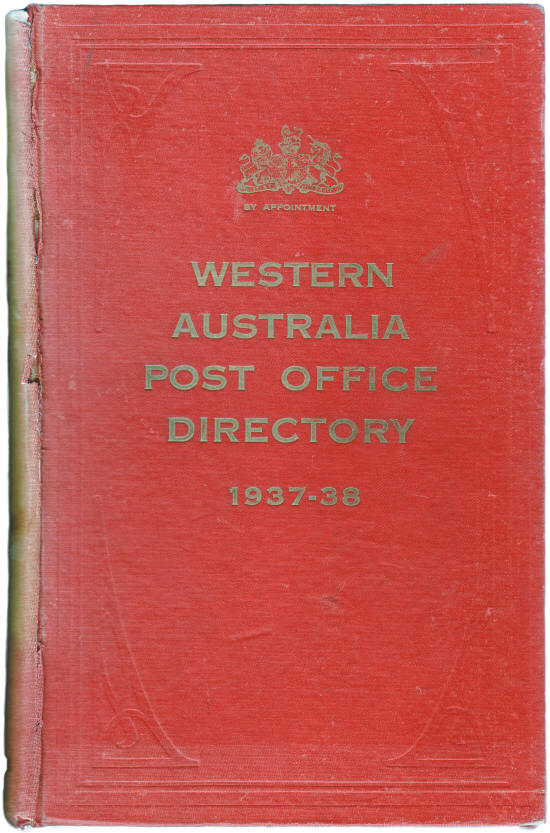 BY APPOINTMENT
WESTERN
AUSTRALIA
POST OFFICE
DIRECTORY
1937-38